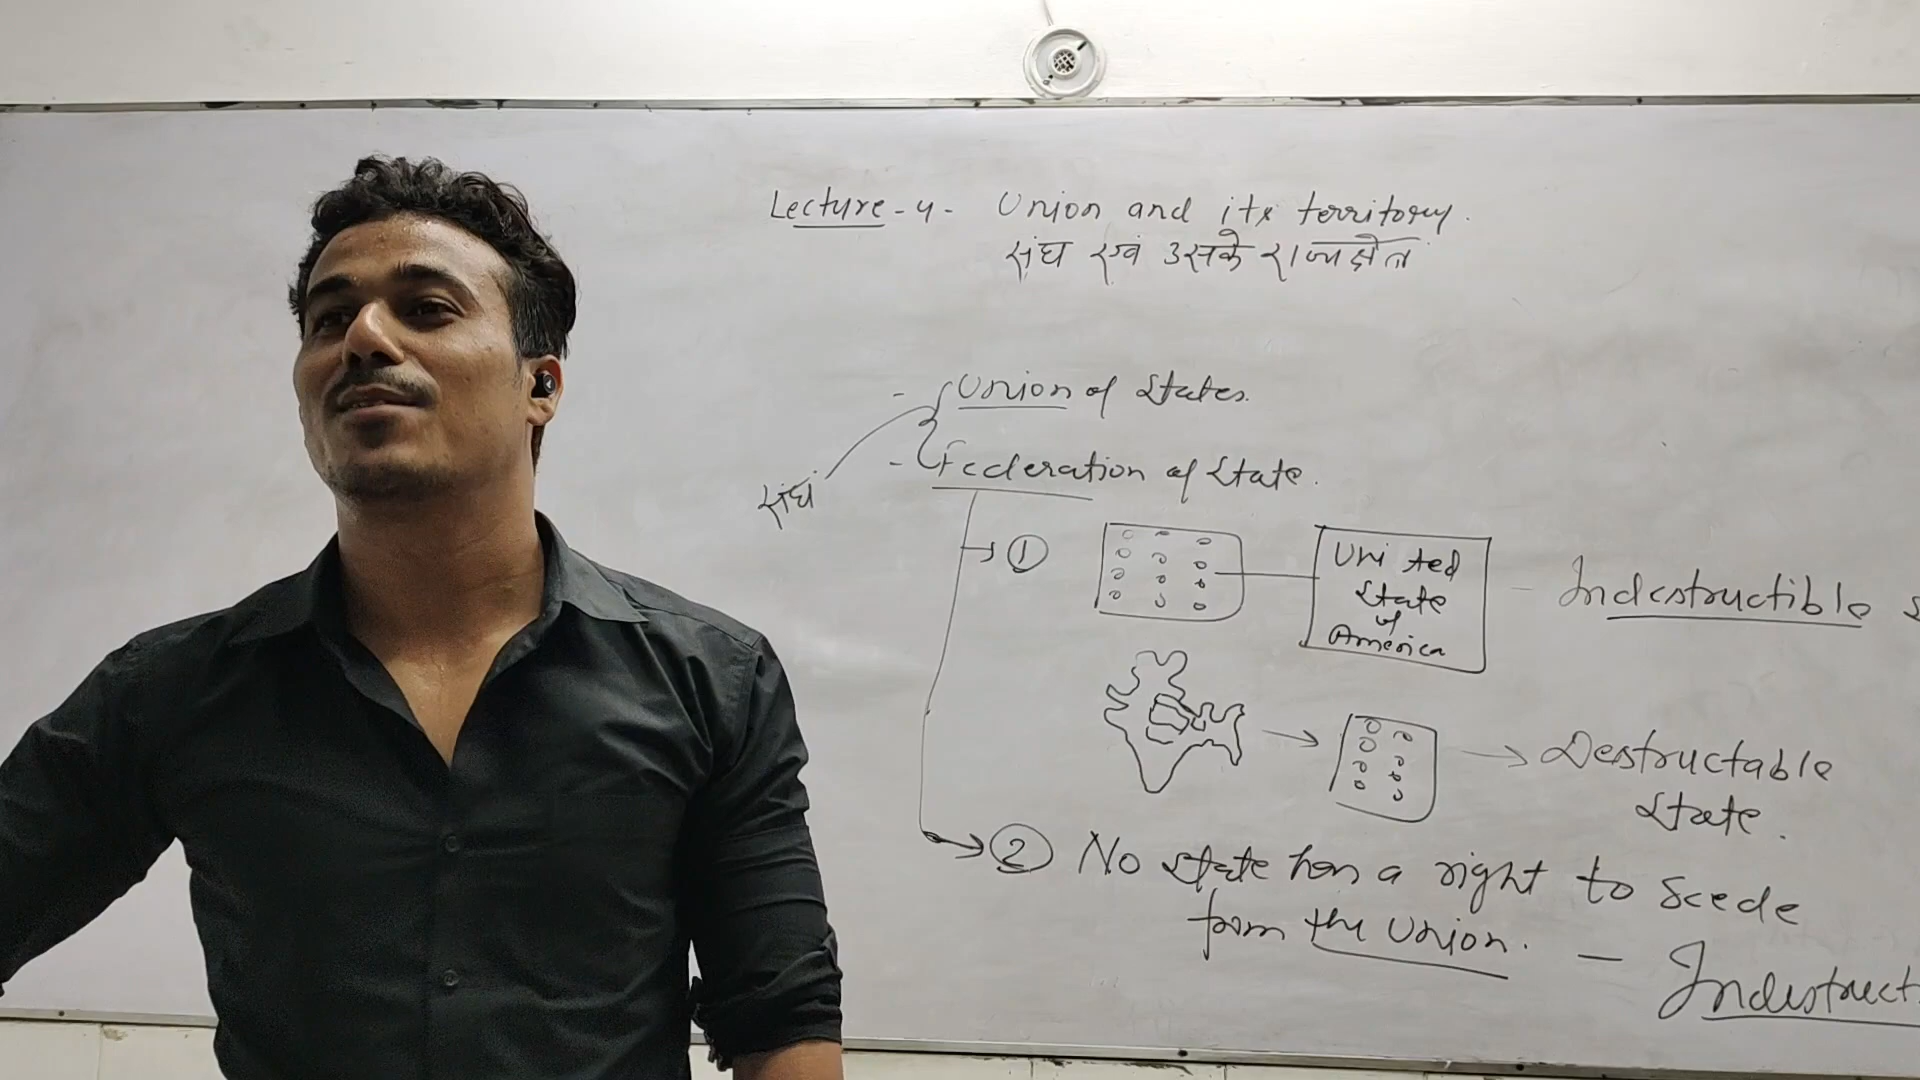 Lecture-4- Union and its territory.
संघ एवं उसके राज्यक्षेत्र
- Union of States.
- Federation of State.
संघ
① United
State
of
America
- Indestructible
→ Destructable
State.
② No state has a right to Scede
from the Union. -